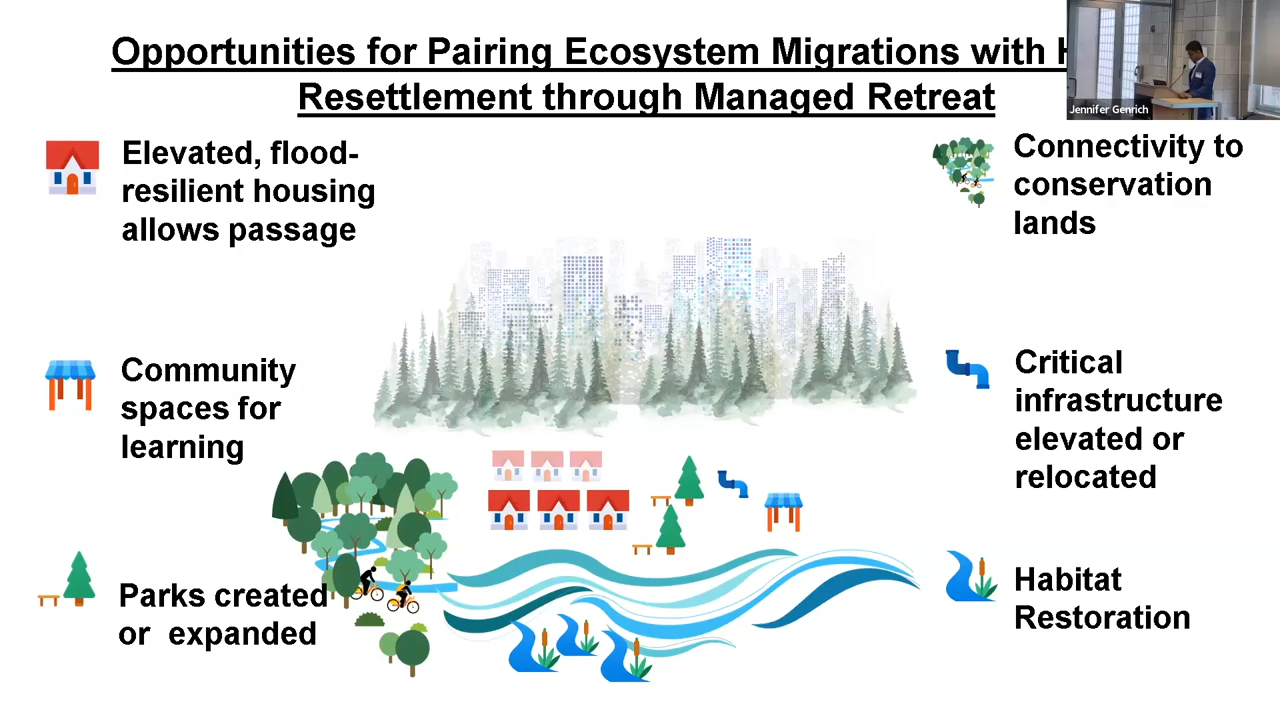 Opportunities for Pairing Ecosystem Migrations with
Resettlement through Managed Retreat
Jennifer Genrich
Elevated, flood-
resilient housing
allows passage
Connectivity to
conservation
lands
Community
spaces for
learning
Critical
infrastructure
elevated or
relocated
Parks created
or expanded
Habitat
Restoration